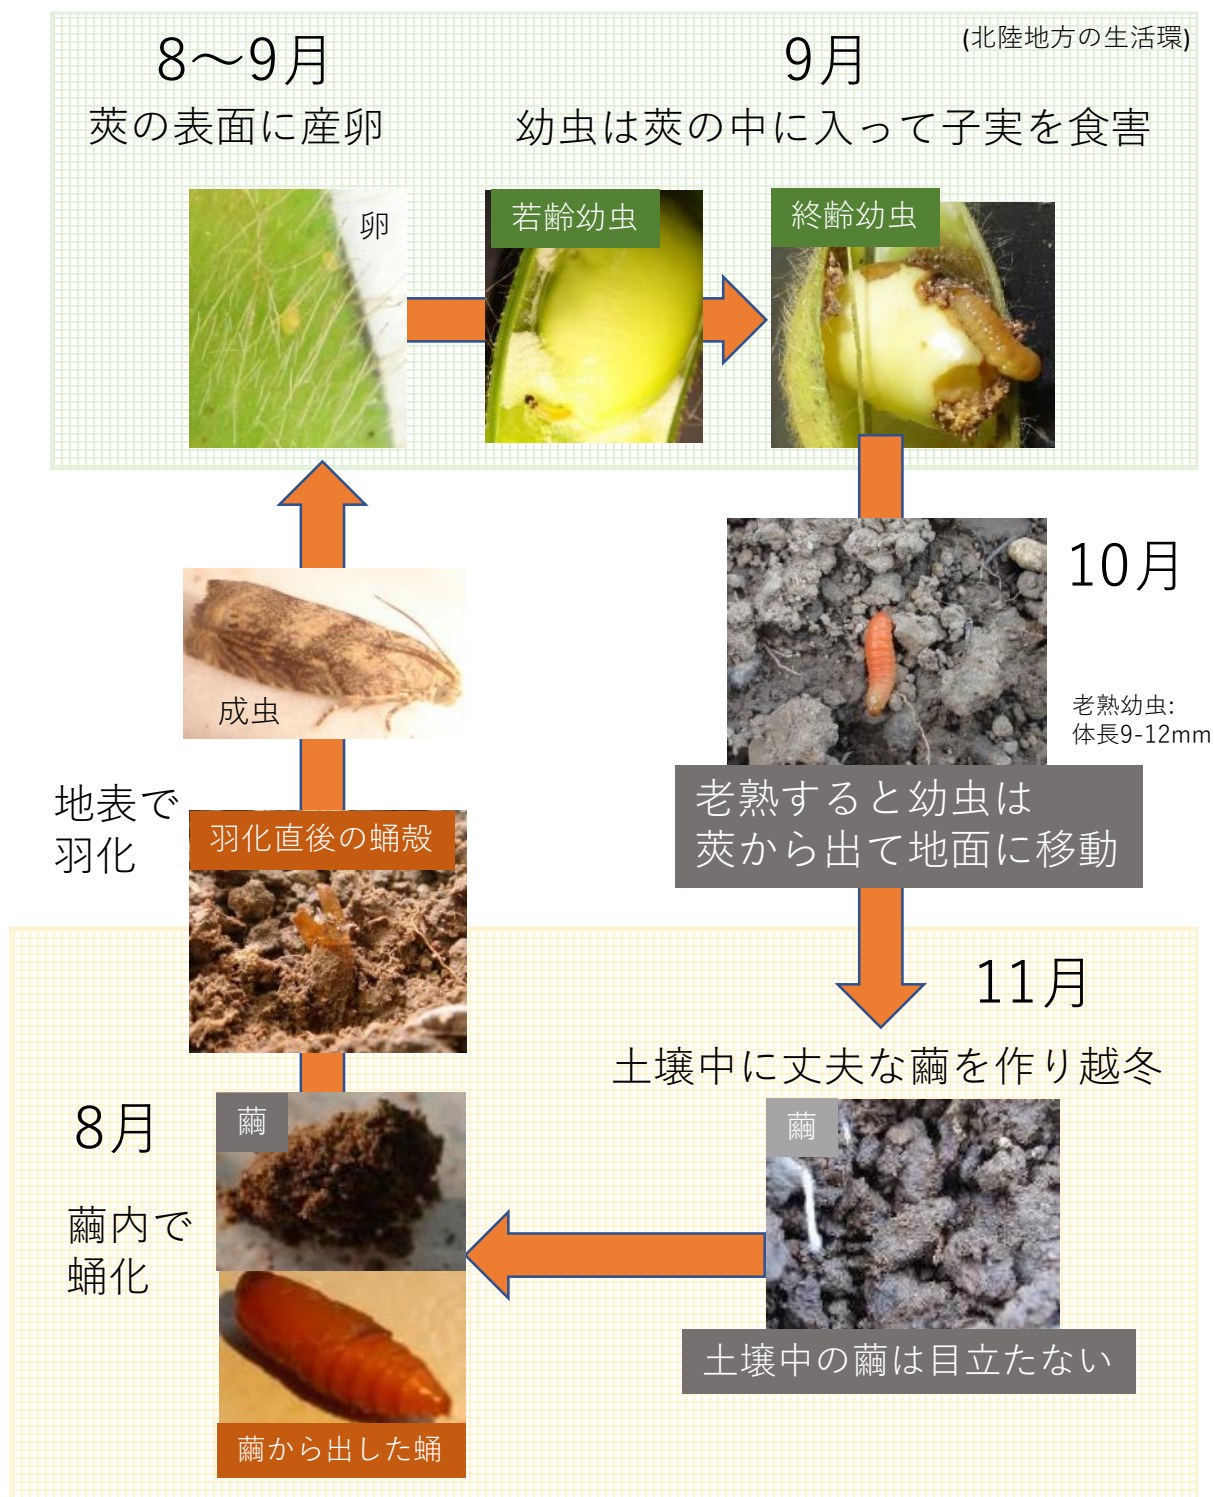 (北陸地方の生活環)
8～9月
莢の表面に産卵
9月
幼虫は莢の中に入って子実を食害
卵
若齢幼虫
終齢幼虫
10月
老熟幼虫:
体長9-12mm
老熟すると幼虫は
莢から出て地面に移動
11月
土壌中に丈夫な繭を作り越冬
繭
土壌中の繭は目立たない
8月
繭内で
蛹化
繭
繭から出した蛹
地表で
羽化
羽化直後の蛹殻
成虫